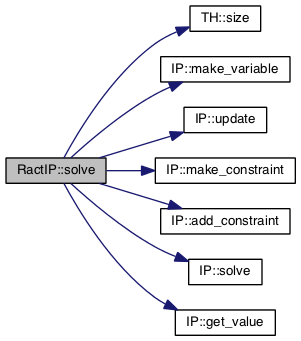 TH::size
IP::make_variable
IP::update
RactIP::solve
IP::make_constraint
IP::add_constraint
IP::solve
IP::get_value